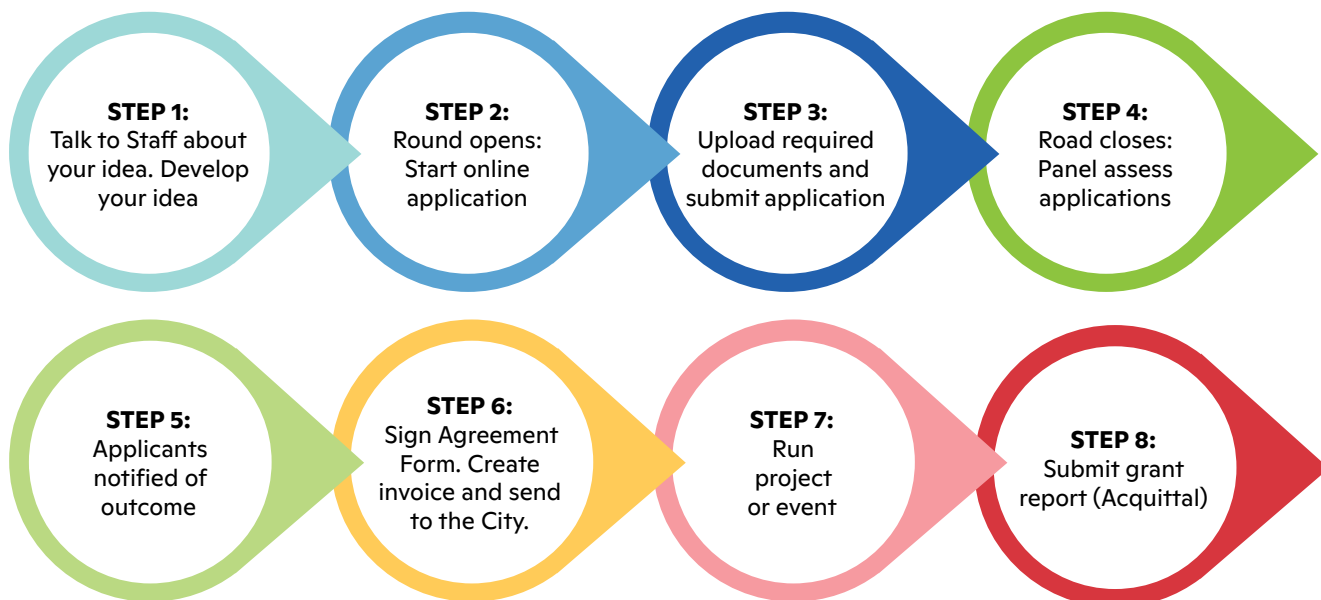 STEP 1:
Talk to Staff about
your idea. Develop
your idea
STEP 2:
Round opens:
Start online
application
STEP 3:
Upload required
documents and
submit application
STEP 4:
Road closes:
Panel assess
applications
STEP 5:
Applicants
notified of
outcome
STEP 6:
Sign Agreement
Form. Create
invoice and send
to the City.
STEP 7:
Run
project
or event
STEP 8:
Submit grant
report (Acquittal)